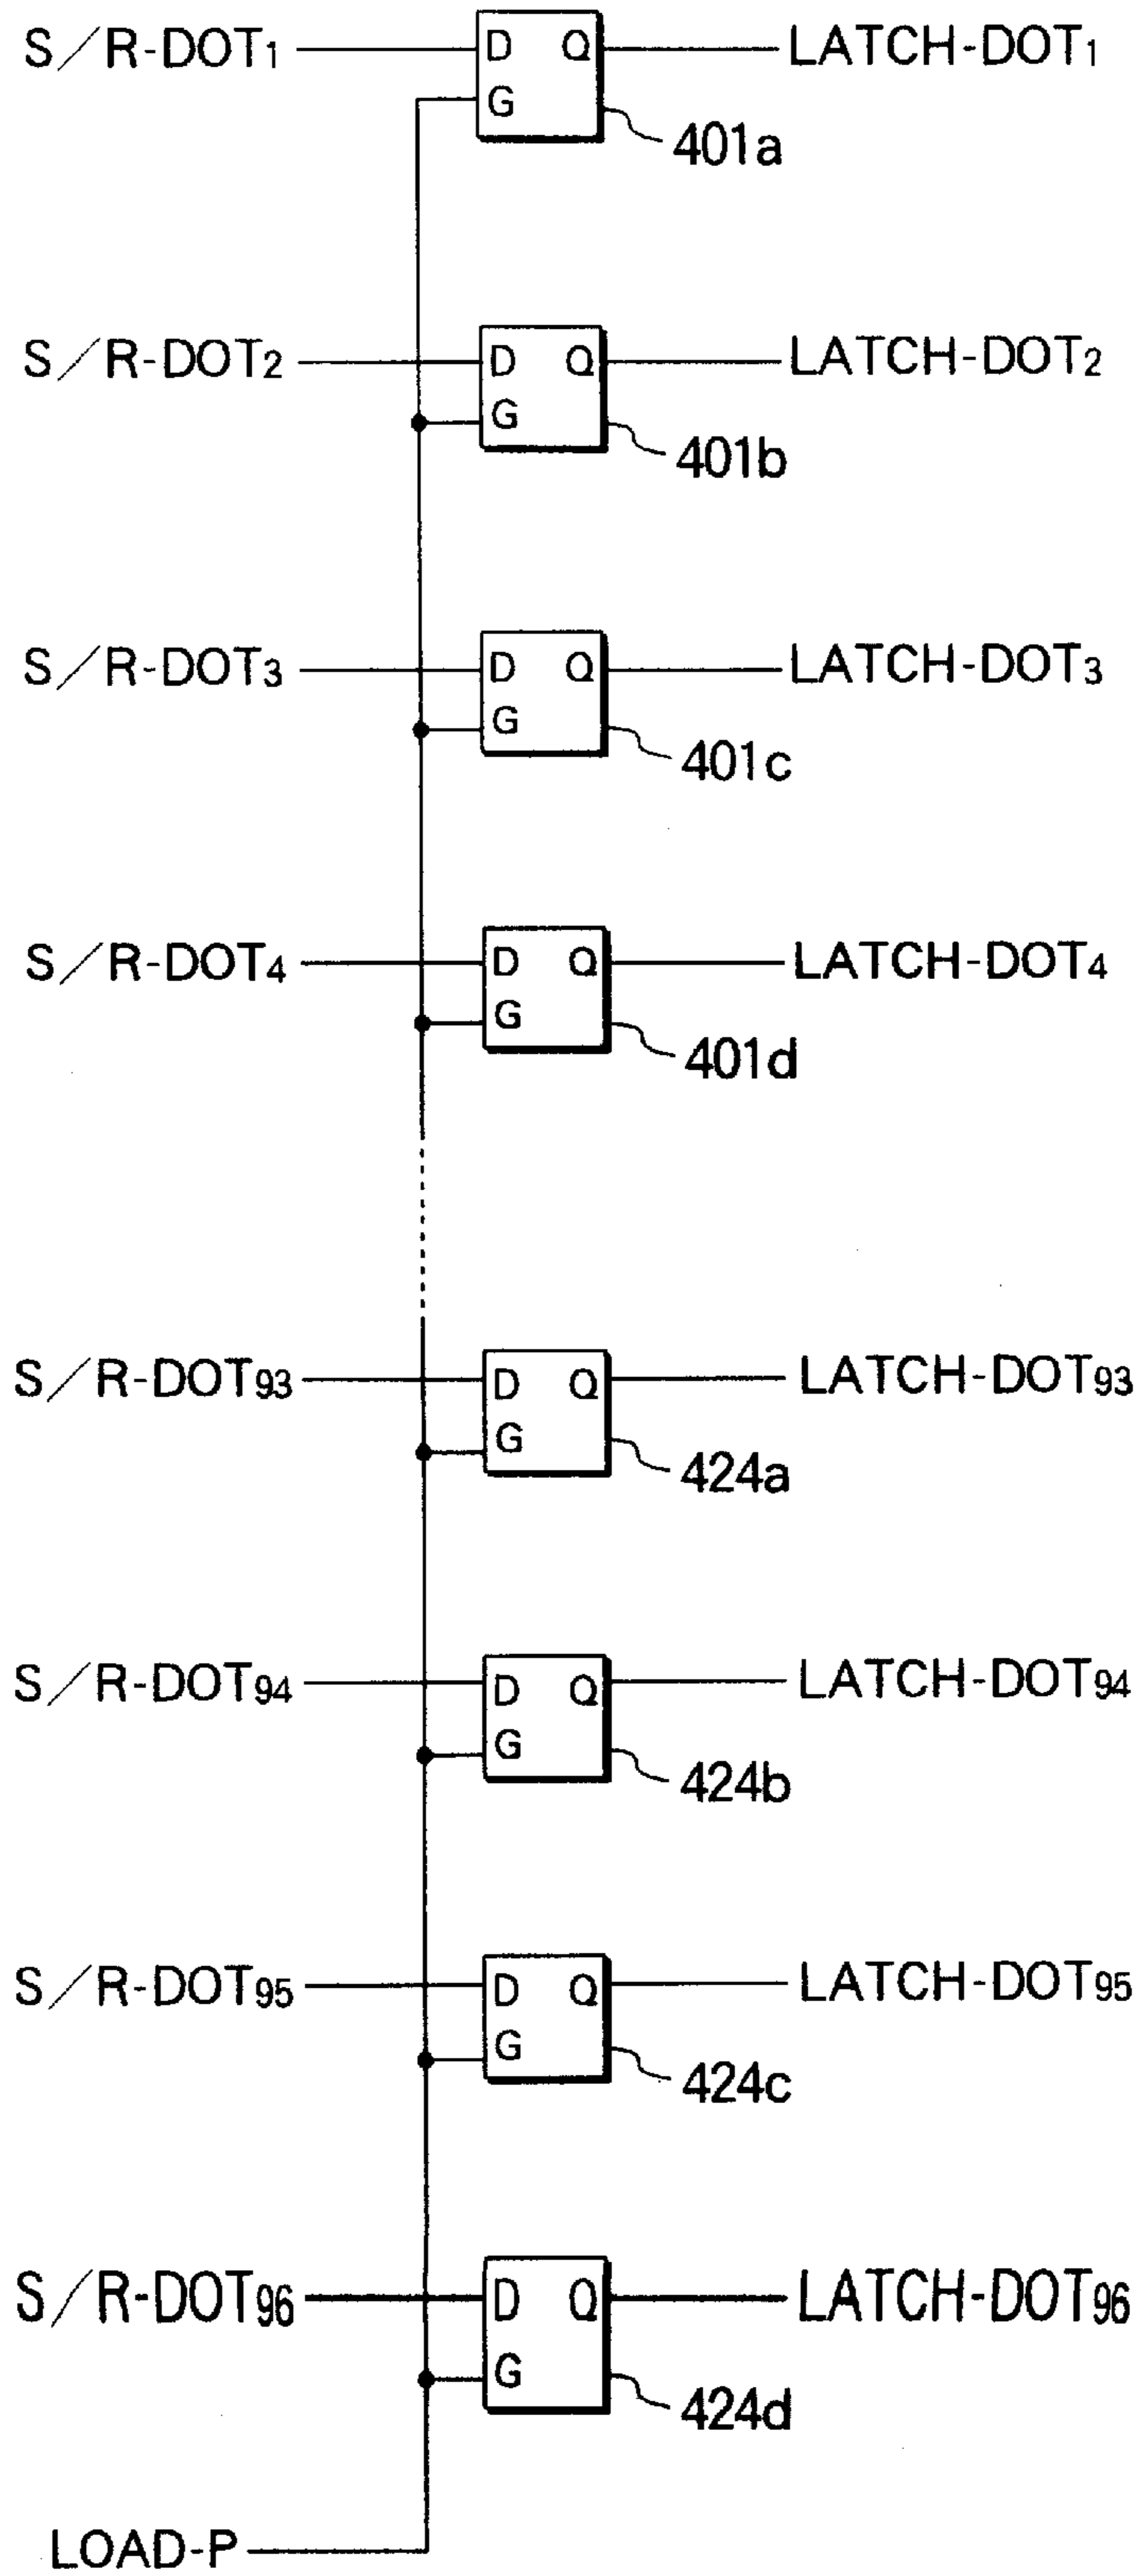 S/R-DOT₁ D Q LATCH-DOT₁
G
401a
S/R-DOT₂ D Q LATCH-DOT₂
G
401b
S/R-DOT₃ D Q LATCH-DOT₃
G
401c
S/R-DOT₄ D Q LATCH-DOT₄
G
401d
S/R-DOT₉₃ D Q LATCH-DOT₉₃
G
424a
S/R-DOT₉₄ D Q LATCH-DOT₉₄
G
424b
S/R-DOT₉₅ D Q LATCH-DOT₉₅
G
424c
S/R-DOT₉₆ D Q LATCH-DOT₉₆
G
424d
LOAD-P